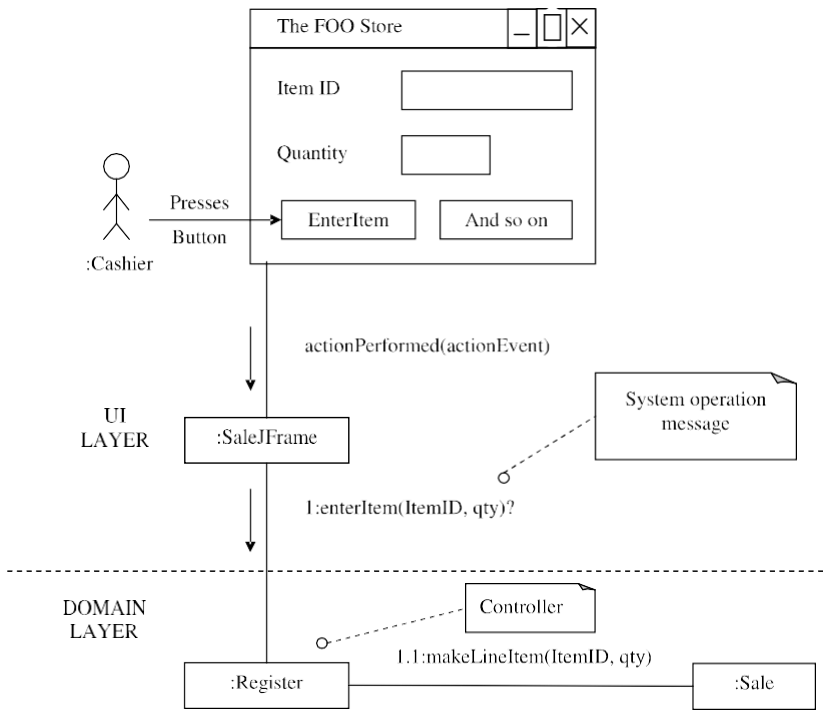 The FOO Store
Item ID
Quantity
Presses
EnterItem
And so on
Button
:Cashier
actionPerformed(actionEvent)
System operation
message
UI
LAYER
:SaleJFrame
1:enterItem(ItemID, qty)?
DOMAIN
LAYER
Controller
1.1:makeLineItem(ItemID, qty)
:Register
:Sale